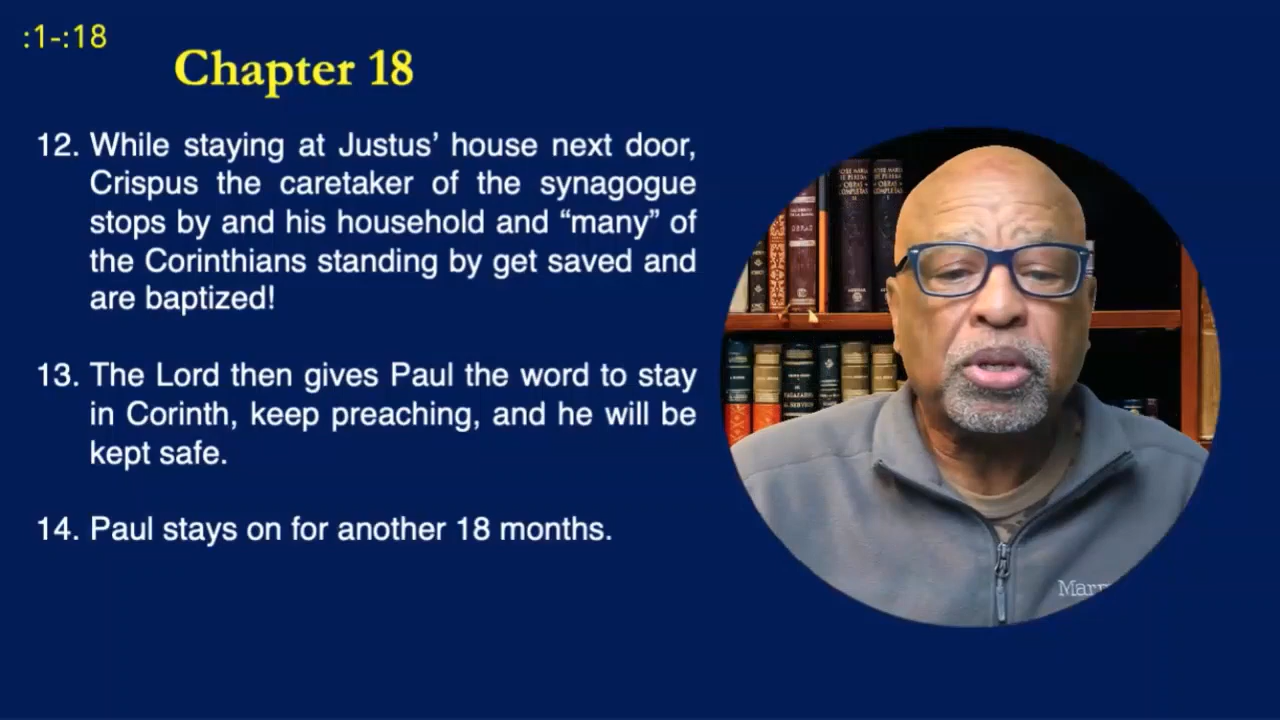 :1-:18
Chapter 18
12. While staying at Justus’ house next door,
Crispus the caretaker of the synagogue
stops by and his household and “many” of
the Corinthians standing by get saved and
are baptized!
13. The Lord then gives Paul the word to stay
in Corinth, keep preaching, and he will be
kept safe.
14. Paul stays on for another 18 months.
OBRAS